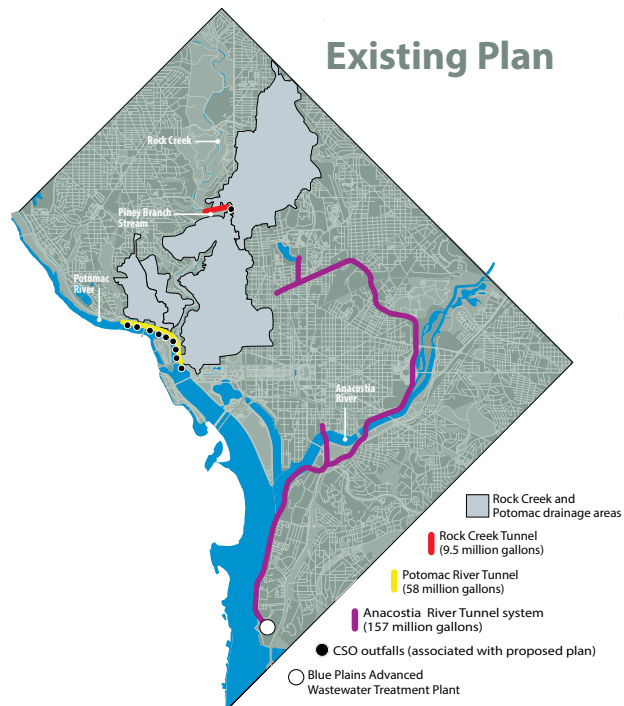 Existing Plan
Rock Creek
Piney Branch
Stream
Potomac
River
Anacostia
River
Rock Creek and
Potomac drainage areas
Rock Creek Tunnel
(9.5 million gallons)
Potomac River Tunnel
(58 million gallons)
Anacostia River Tunnel system
(157 million gallons)
CSO outfalls (associated with proposed plan)
Blue Plains Advanced
Wastewater Treatment Plant